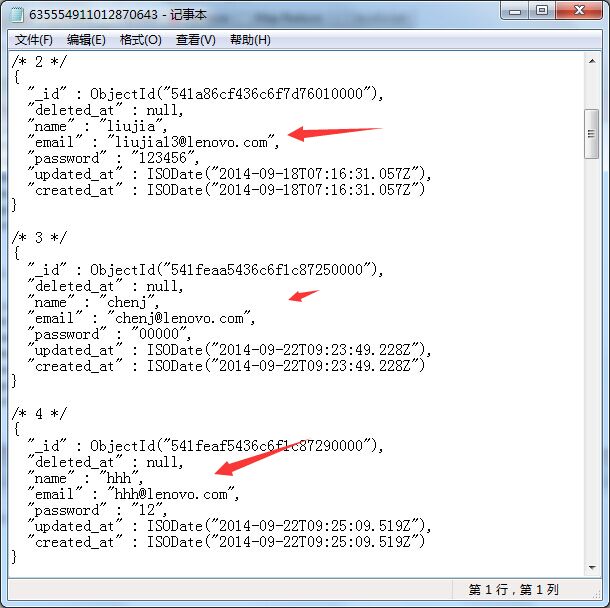 635554911012870643 - 记事本
文件(F) 编辑(E) 格式(O) 查看(V) 帮助(H)
/* 2 */
{
"_id" : ObjectId("541a86cf436c6f7d76010000"),
"deleted_at" : null,
"name" : "liujia",
"email" : "liujia13@lenovo.com",
"password" : "123456",
"updated_at" : ISODate("2014-09-18T07:16:31.057Z"),
"created_at" : ISODate("2014-09-18T07:16:31.057Z")
}
/* 3 */
{
"_id" : ObjectId("541feaa5436c6f1c87250000"),
"deleted_at" : null,
"name" : "chenj",
"email" : "chenj@lenovo.com",
"password" : "00000",
"updated_at" : ISODate("2014-09-22T09:23:49.228Z"),
"created_at" : ISODate("2014-09-22T09:23:49.228Z")
}
/* 4 */
{
"_id" : ObjectId("541feaf5436c6f1c87290000"),
"deleted_at" : null,
"name" : "hhh",
"email" : "hhh@lenovo.com",
"password" : "12",
"updated_at" : ISODate("2014-09-22T09:25:09.519Z"),
"created_at" : ISODate("2014-09-22T09:25:09.519Z")
}
第 1 行，第 1 列